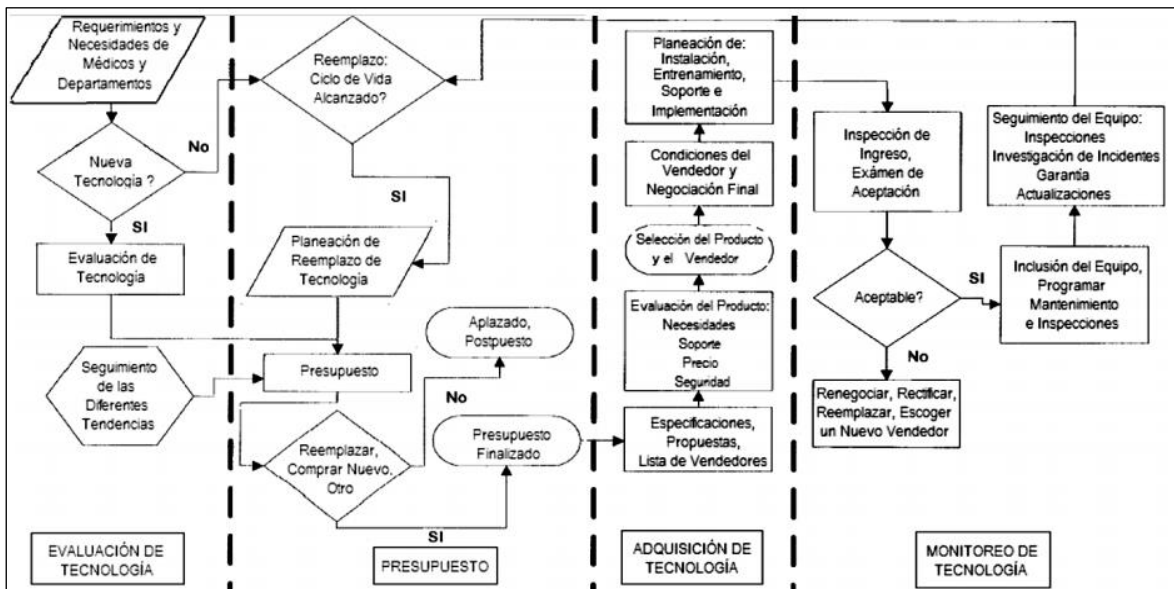 Requerimientos y
Necesidades de
Médicos y
Departamentos
Nueva
Tecnología ?
No
SI
Evaluación de
Tecnología
Seguimiento
de las
Diferentes
Tendencias
EVALUACIÓN DE
TECNOLOGÍA
Reemplazo:
Ciclo de Vida
Alcanzado?
SI
Planeación de
Reemplazo de
Tecnología
Presupuesto
Aplazado,
Postpuesto
No
Reemplazar,
Comprar Nuevo,
Otro
SI
Presupuesto
Finalizado
PRESUPUESTO
Planeación de:
Instalación,
Entrenamiento,
Soporte e
Implementación
Condiciones del
Vendedor y
Negociación Final
Selección del Producto
y el Vendedor
Evaluación del Producto:
Necesidades
Soporte
Precio
Seguridad
Especificaciones,
Propuestas,
Lista de Vendedores
ADQUISICIÓN DE
TECNOLOGÍA
Inspección de
Ingreso,
Exámen de
Aceptación
Aceptable?
SI
No
Renegociar, Rectificar,
Reemplazar, Escoger
un Nuevo Vendedor
Seguimiento del Equipo:
Inspecciones
Investigación de Incidentes
Garantía
Actualizaciones
Inclusión del Equipo,
Programar
Mantenimiento
e Inspecciones
MONITOREO DE
TECNOLOGÍA